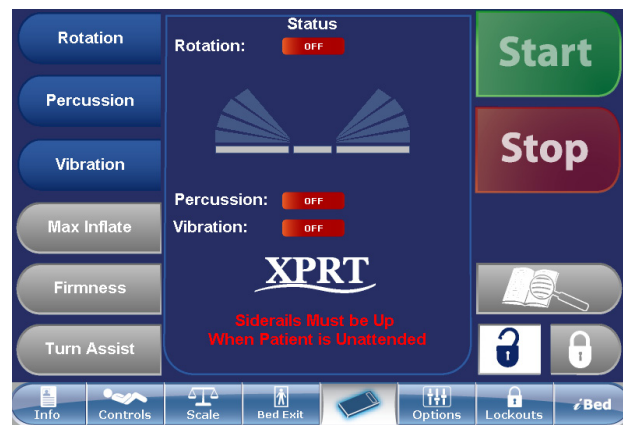 Rotation
Percussion
Vibration
Max Inflate
Firmness
Turn Assist
Status
Rotation: OFF
Percussion: OFF
Vibration: OFF
XPRT
Siderails Must be Up
When Patient is Unattended
Start
Stop
Info
Controls
Scale
Bed Exit
Options
Lockouts
iBed